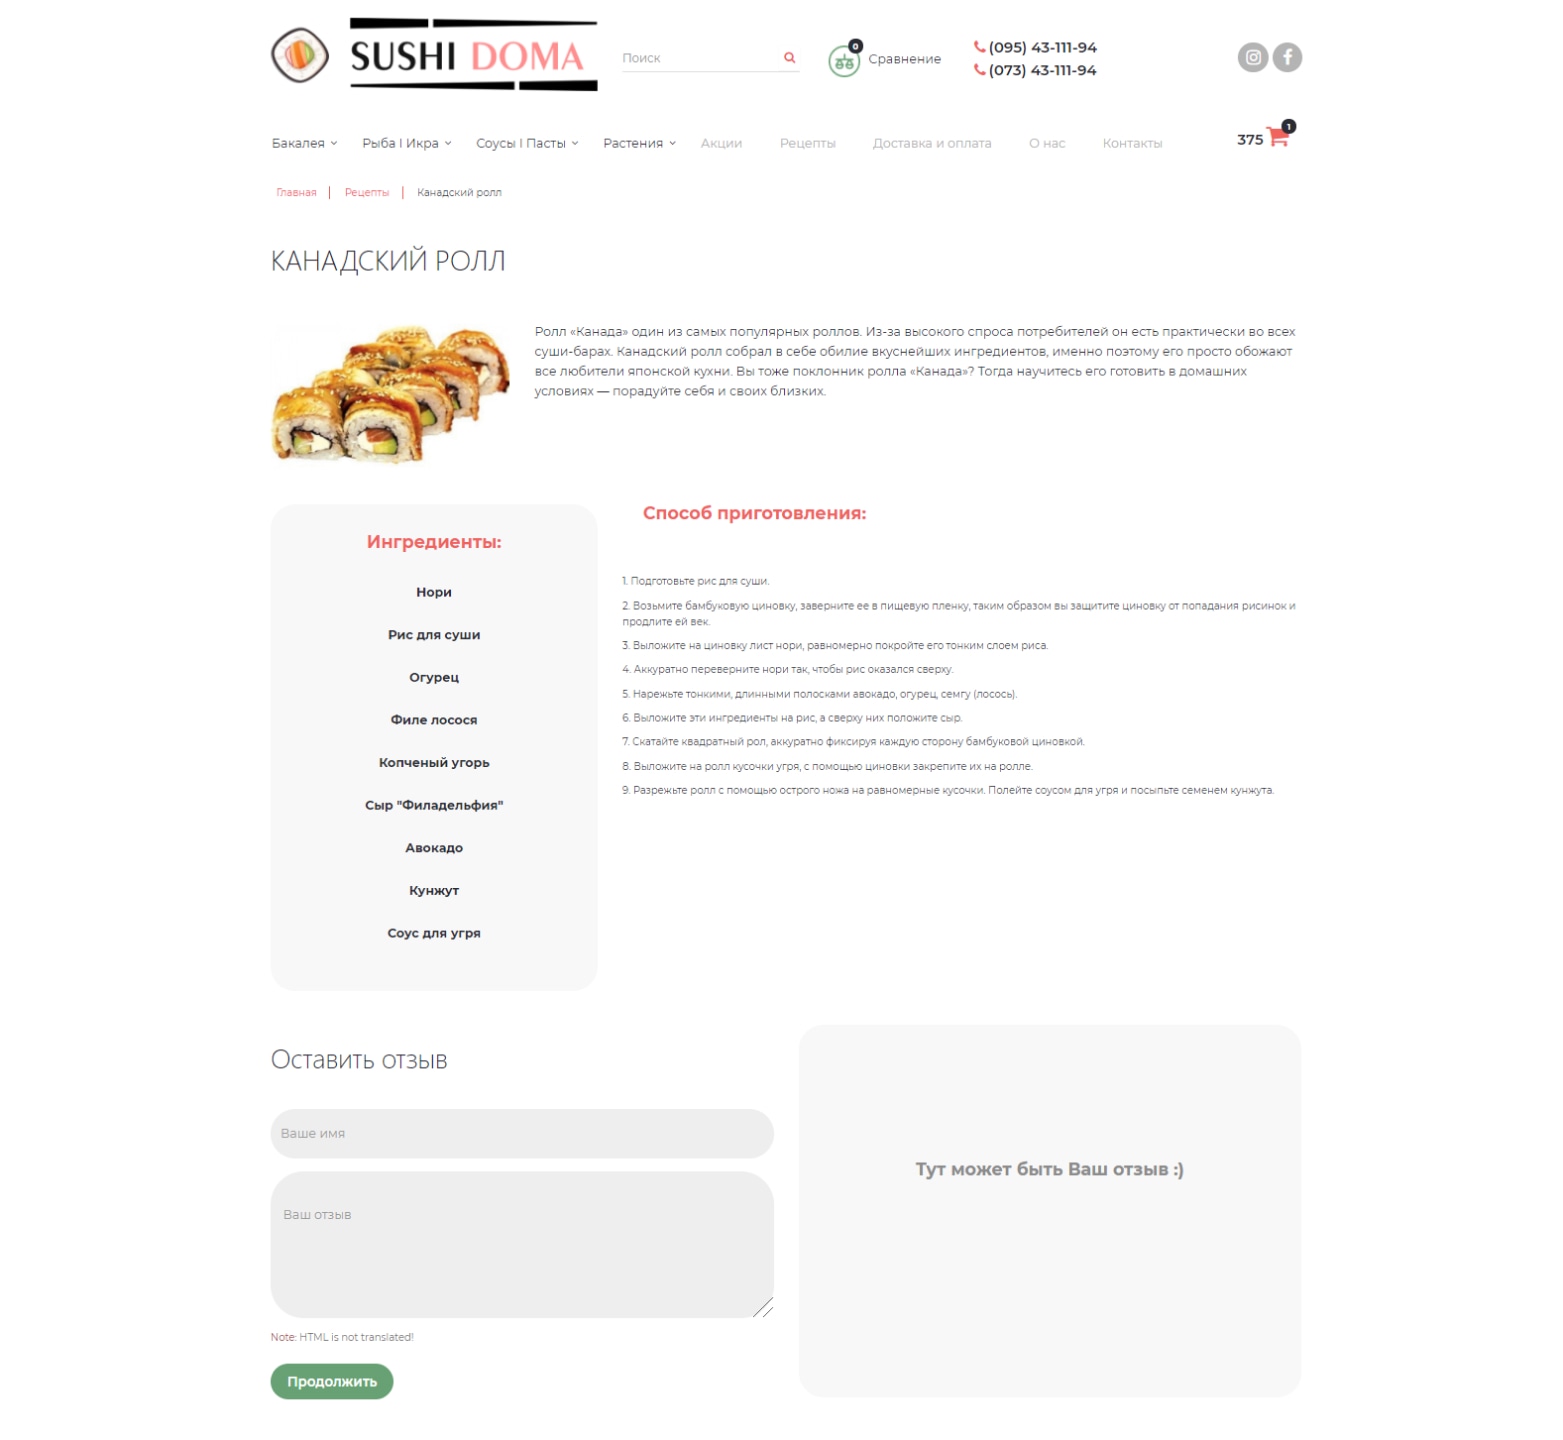 SUSHI DOMA
Поиск
0
Сравнение
(095) 43-111-94
(073) 43-111-94
Бакалея
Рыба I Икра
Соусы I Пасты
Растения
Акции
Рецепты
Доставка и оплата
О нас
Контакты
375
1
Главная
Рецепты
Канадский ролл
КАНАДСКИЙ РОЛЛ
Ролл «Канада» один из самых популярных роллов. Из-за высокого спроса потребителей он есть практически во всех
суши-барах. Канадский ролл собрал в себе обилие вкуснейших ингредиентов, именно поэтому его просто обожают
все любители японской кухни. Вы тоже поклонник ролла «Канада»? Тогда научитесь его готовить в домашних
условиях — порадуйте себя и своих близких.
Ингредиенты:
Нори
Рис для суши
Огурец
Филе лосося
Копченый угорь
Сыр "Филадельфия"
Авокадо
Кунжут
Соус для угря
Способ приготовления:
1. Подготовьте рис для суши.
2. Возьмите бамбуковую циновку, заверните ее в пищевую пленку, таким образом вы защитите циновку от попадания рисинок и
продлите ей век.
3. Выложите на циновку лист нори, равномерно покройте его тонким слоем риса.
4. Аккуратно переверните нори так, чтобы рис оказался сверху.
5. Нарежьте тонкими, длинными полосками авокадо, огурец, семгу (лосось).
6. Выложите эти ингредиенты на рис, а сверху них положите сыр.
7. Скатайте квадратный рол, аккуратно фиксируя каждую сторону бамбуковой циновкой.
8. Выложите на ролл кусочки угря, с помощью циновки закрепите их на ролле.
9. Разрежьте ролл с помощью острого ножа на равномерные кусочки. Полейте соусом для угря и посыпьте семенем кунжута.
Оставить отзыв
Ваше имя
Ваш отзыв
Note: HTML is not translated!
Продолжить
Тут может быть Ваш отзыв :)